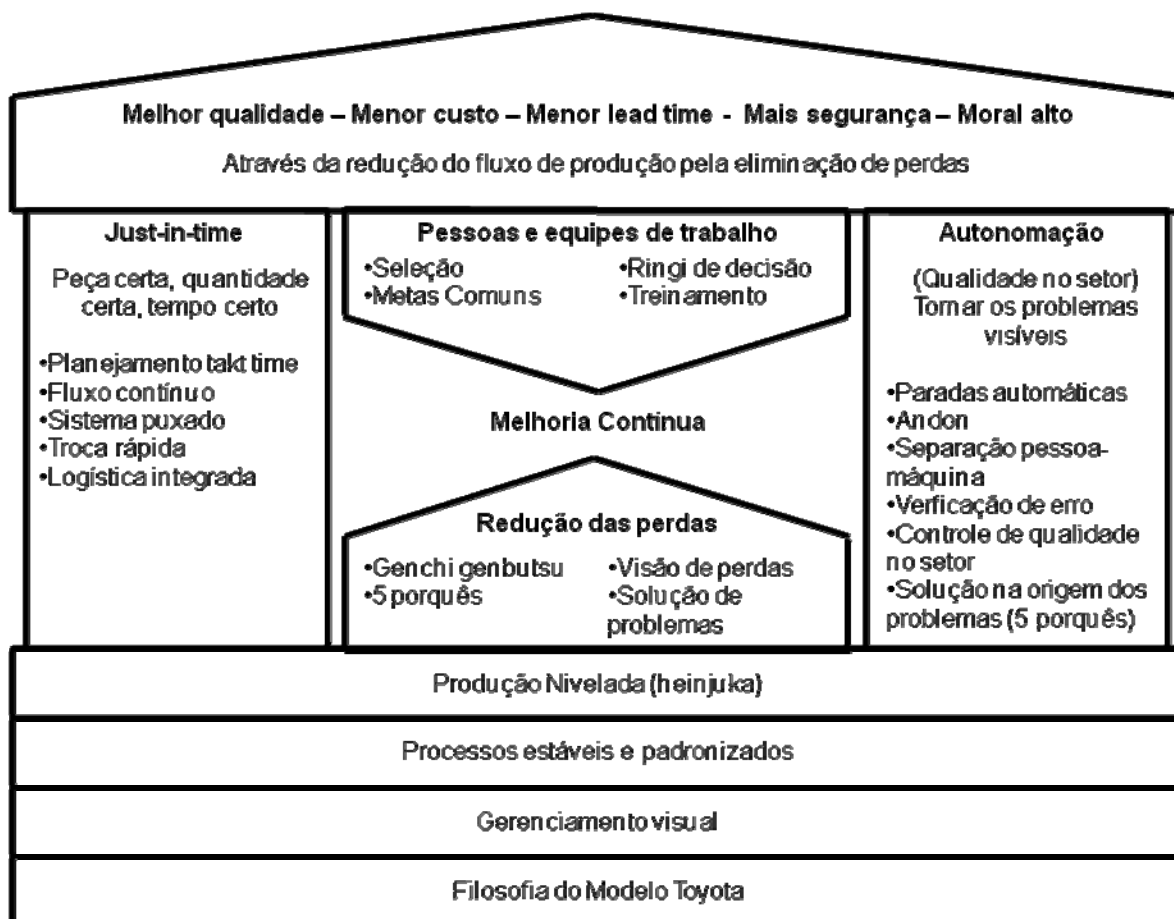 Melhor qualidade – Menor custo – Menor lead time - Mais segurança – Moral alto
Através da redução do fluxo de produção pela eliminação de perdas
Just-in-time
Peça certa, quantidade
certa, tempo certo
•Planejamento takt time
•Fluxo contínuo
•Sistema puxado
•Troca rápida
•Logística integrada
Pessoas e equipes de trabalho
•Seleção
•Metas Comuns
•Ringi de decisão
•Treinamento
Melhoria Contínua
Redução das perdas
•Genchi genbutsu
•5 porquês
•Visão de perdas
•Solução de
problemas
Autonomação
(Qualidade no setor)
Tornar os problemas
visíveis
•Paradas automáticas
•Andon
•Separação pessoa-
máquina
•Verificação de erro
•Controle de qualidade
no setor
•Solução na origem dos
problemas (5 porquês)
Produção Nivelada (heinjuka)
Processos estáveis e padronizados
Gerenciamento visual
Filosofia do Modelo Toyota